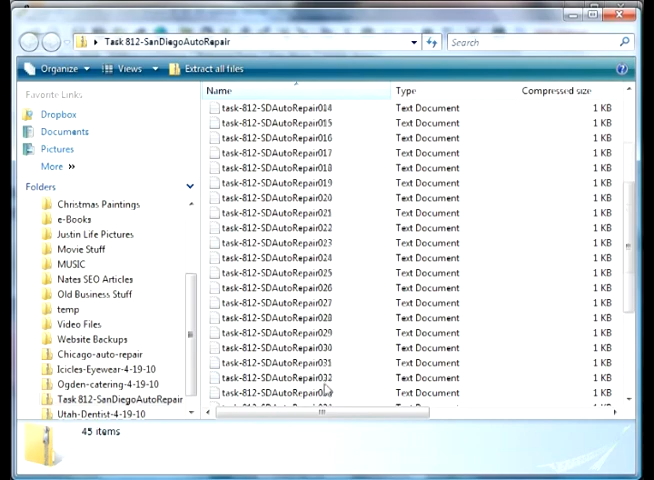 Task 812-SanDiegoAutoRepair
Search
Organize
Views
Extract all files
Favorite Links
Dropbox
Documents
Pictures
More »
Folders
Christmas Paintings
e-Books
Justin Life Pictures
Movie Stuff
MUSIC
Nates SEO Articles
Old Business Stuff
temp
Video Files
Website Backups
Chicago-auto-repair
Icicles-Eyewear-4-19-10
Ogden-catering-4-19-10
Task 812-SanDiegoAutoRepair
Utah-Dentist-4-19-10
Name Type Compressed size
task-812-SDAutoRepair014 Text Document 1 KB
task-812-SDAutoRepair015 Text Document 1 KB
task-812-SDAutoRepair016 Text Document 1 KB
task-812-SDAutoRepair017 Text Document 1 KB
task-812-SDAutoRepair018 Text Document 1 KB
task-812-SDAutoRepair019 Text Document 1 KB
task-812-SDAutoRepair020 Text Document 1 KB
task-812-SDAutoRepair021 Text Document 1 KB
task-812-SDAutoRepair022 Text Document 1 KB
task-812-SDAutoRepair023 Text Document 1 KB
task-812-SDAutoRepair024 Text Document 1 KB
task-812-SDAutoRepair025 Text Document 1 KB
task-812-SDAutoRepair026 Text Document 1 KB
task-812-SDAutoRepair027 Text Document 1 KB
task-812-SDAutoRepair028 Text Document 1 KB
task-812-SDAutoRepair029 Text Document 1 KB
task-812-SDAutoRepair030 Text Document 1 KB
task-812-SDAutoRepair031 Text Document 1 KB
task-812-SDAutoRepair032 Text Document 1 KB
Text Document 1 KB
45 items